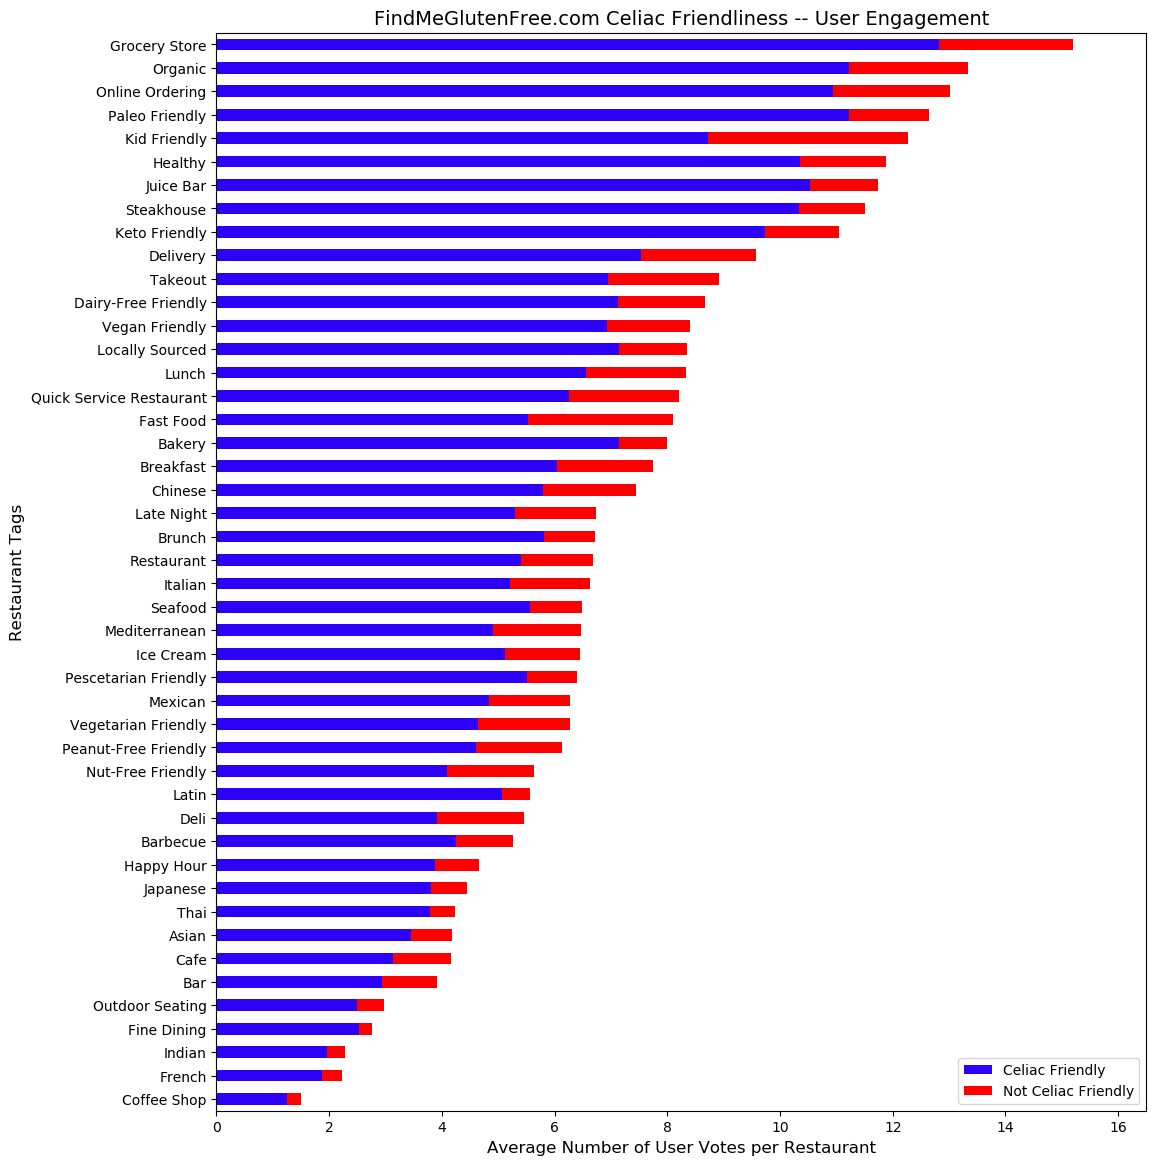 FindMeGlutenFree.com Celiac Friendliness -- User Engagement
Restaurant Tags
Grocery Store
Organic
Online Ordering
Paleo Friendly
Kid Friendly
Healthy
Juice Bar
Steakhouse
Keto Friendly
Delivery
Takeout
Dairy-Free Friendly
Vegan Friendly
Locally Sourced
Lunch
Quick Service Restaurant
Fast Food
Bakery
Breakfast
Chinese
Late Night
Brunch
Restaurant
Italian
Seafood
Mediterranean
Ice Cream
Pescetarian Friendly
Mexican
Vegetarian Friendly
Peanut-Free Friendly
Nut-Free Friendly
Latin
Deli
Barbecue
Happy Hour
Japanese
Thai
Asian
Cafe
Bar
Outdoor Seating
Fine Dining
Indian
French
Coffee Shop
Celiac Friendly
Not Celiac Friendly
0 2 4 6 8 10 12 14 16
Average Number of User Votes per Restaurant